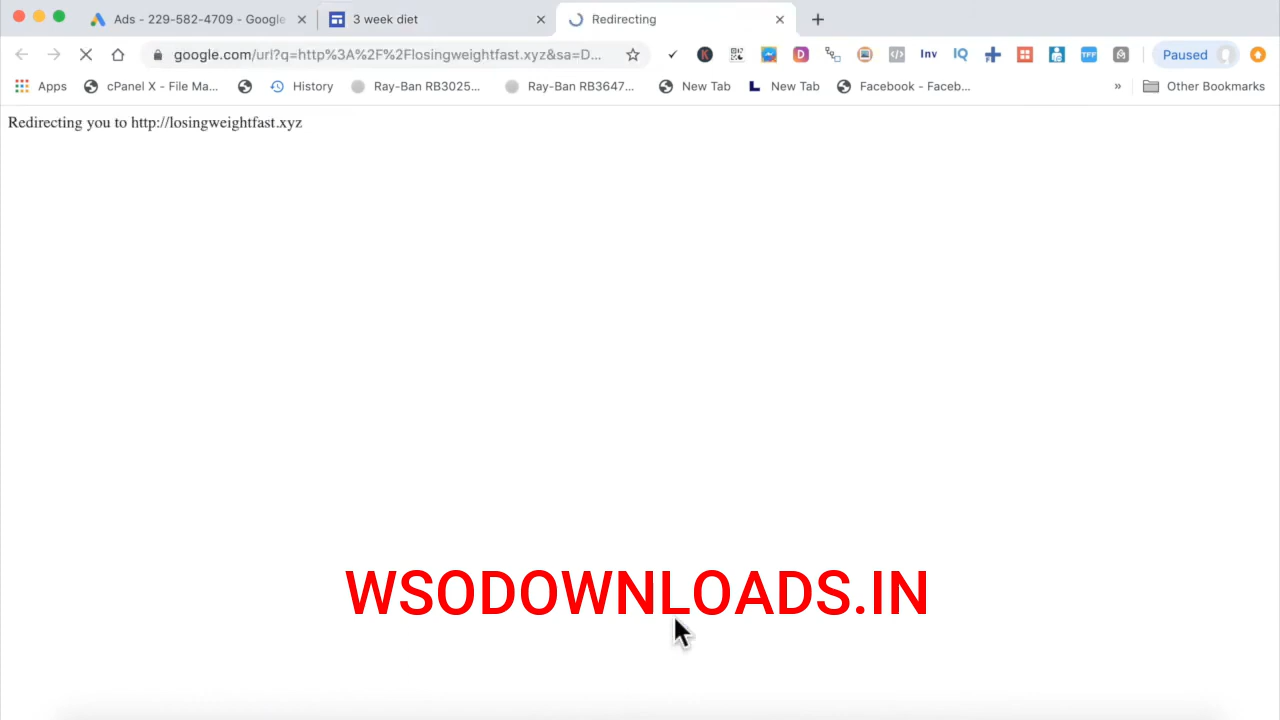 Ads - 229-582-4709 - Google
3 week diet
Redirecting
google.com/url?q=http%3A%2F%2Flosingweightfast.xyz&sa=D...
Inv
IQ
TFF
Paused
Apps
cPanel X - File Ma...
History
Ray-Ban RB3025...
Ray-Ban RB3647...
New Tab
New Tab
Facebook - Faceb...
»
Other Bookmarks
Redirecting you to http://losingweightfast.xyz
WSODOWNLOADS.IN